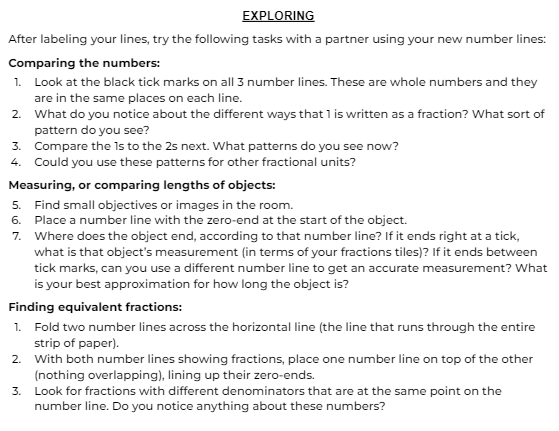 EXPLORING
After labeling your lines, try the following tasks with a partner using your new number lines:
Comparing the numbers:
1. Look at the black tick marks on all 3 number lines. These are whole numbers and they
are in the same places on each line.
2. What do you notice about the different ways that 1 is written as a fraction? What sort of
pattern do you see?
3. Compare the 1s to the 2s next. What patterns do you see now?
4. Could you use these patterns for other fractional units?
Measuring, or comparing lengths of objects:
5. Find small objectives or images in the room.
6. Place a number line with the zero-end at the start of the object.
7. Where does the object end, according to that number line? If it ends right at a tick,
what is that object's measurement (in terms of your fractions tiles)? If it ends between
tick marks, can you use a different number line to get an accurate measurement? What
is your best approximation for how long the object is?
Finding equivalent fractions:
1. Fold two number lines across the horizontal line (the line that runs through the entire
strip of paper).
2. With both number lines showing fractions, place one number line on top of the other
(nothing overlapping), lining up their zero-ends.
3. Look for fractions with different denominators that are at the same point on the
number line. Do you notice anything about these numbers?